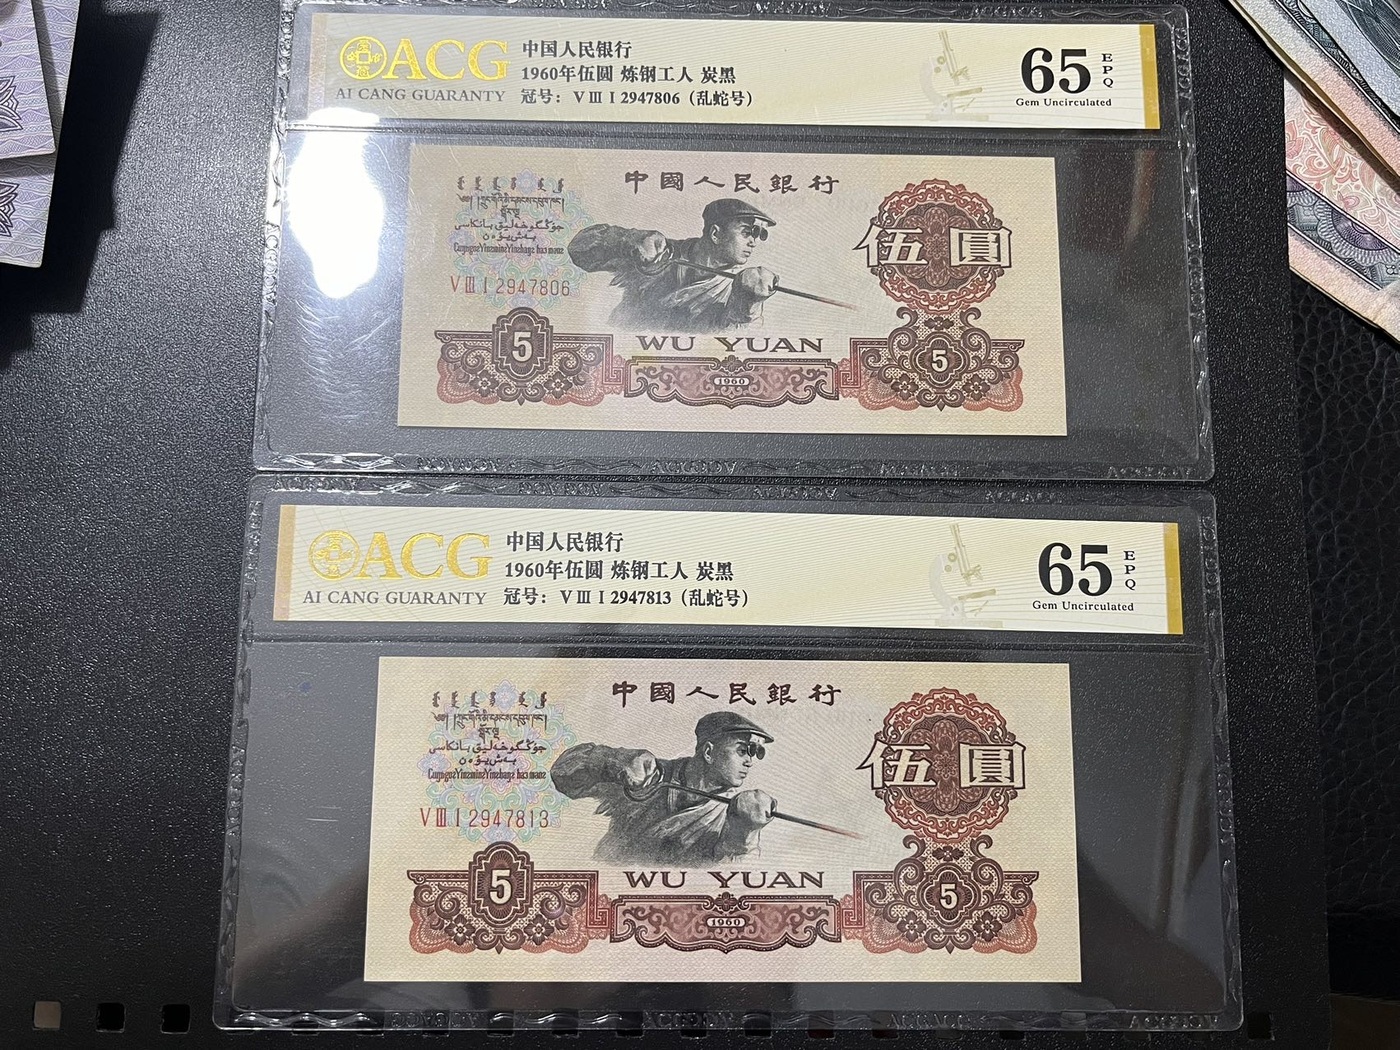 ACG
AI CANG GUARANTY
中国人民银行
1960年伍圆 炼钢工人 炭黑
冠号：V Ⅲ I 2947806（乱蛇号）
65
EPQ
Gem Uncirculated
中國人民銀行
V Ⅲ I 2947806
伍圓
WU YUAN
5
1960
5
ACG
AI CANG GUARANTY
中国人民银行
1960年伍圆 炼钢工人 炭黑
冠号：V Ⅲ I 2947813（乱蛇号）
65
EPQ
Gem Uncirculated
中國人民銀行
V Ⅲ I 2947813
伍圓
WU YUAN
5
1960
5